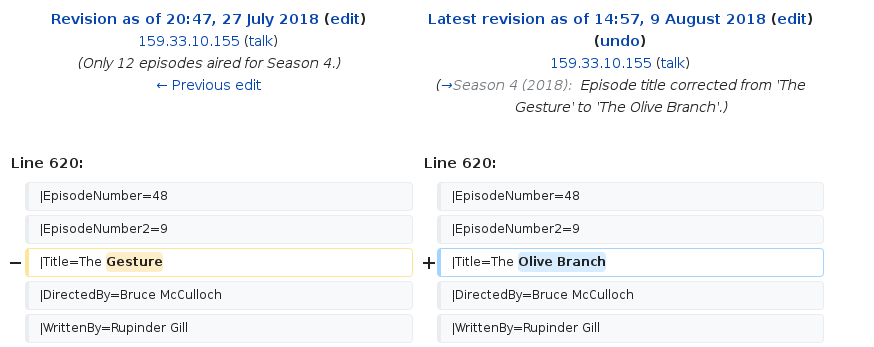 Revision as of 20:47, 27 July 2018 (edit)
159.33.10.155 (talk)
(Only 12 episodes aired for Season 4.)
← Previous edit
Latest revision as of 14:57, 9 August 2018 (edit)
(undo)
159.33.10.155 (talk)
(→Season 4 (2018): Episode title corrected from 'The
Gesture' to 'The Olive Branch'.)
Line 620:
Line 620:
|EpisodeNumber=48
|EpisodeNumber=48
|EpisodeNumber2=9
|EpisodeNumber2=9
− |Title=The Gesture
+ |Title=The Olive Branch
|DirectedBy=Bruce McCulloch
|DirectedBy=Bruce McCulloch
|WrittenBy=Rupinder Gill
|WrittenBy=Rupinder Gill